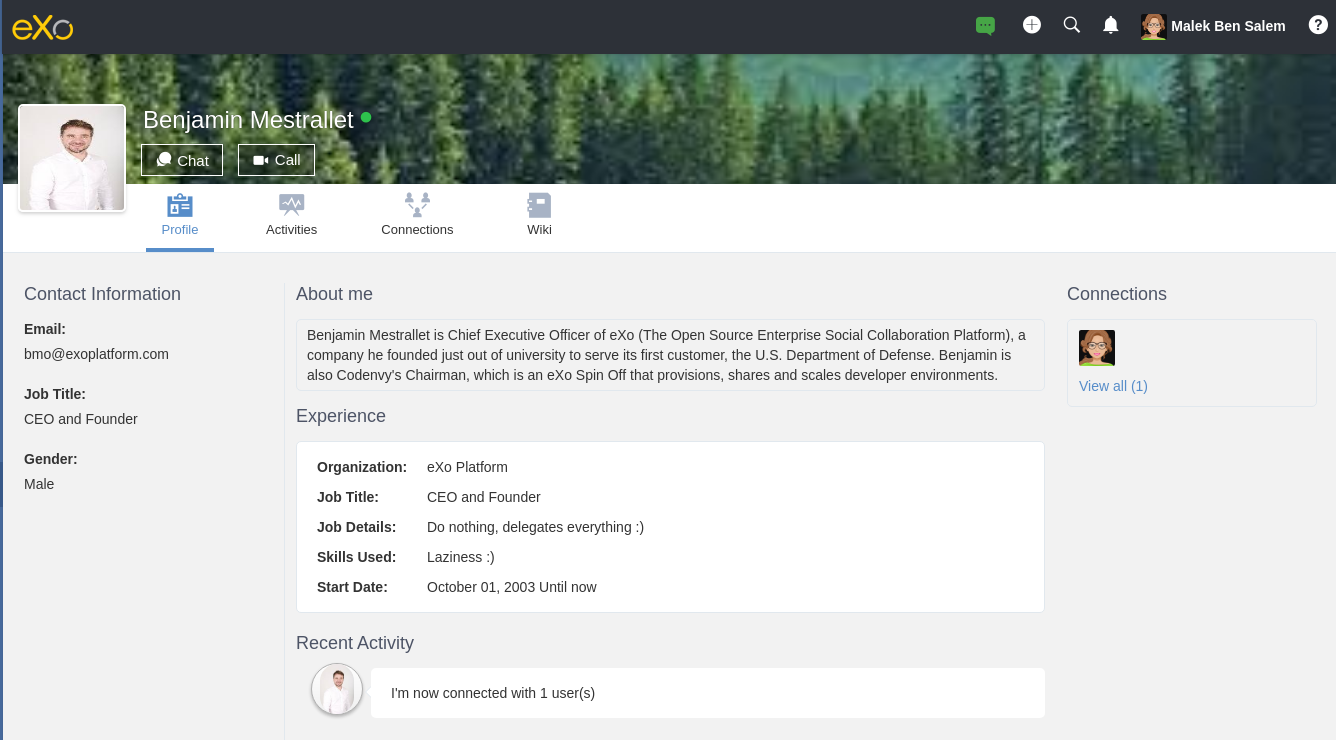 eXo
Malek Ben Salem
Benjamin Mestrallet
Chat
Call
Profile
Activities
Connections
Wiki
Contact Information
Email:
bmo@exoplatform.com
Job Title:
CEO and Founder
Gender:
Male
About me
Benjamin Mestrallet is Chief Executive Officer of eXo (The Open Source Enterprise Social Collaboration Platform), a
company he founded just out of university to serve its first customer, the U.S. Department of Defense. Benjamin is
also Codenvy's Chairman, which is an eXo Spin Off that provisions, shares and scales developer environments.
Experience
Organization: eXo Platform
Job Title: CEO and Founder
Job Details: Do nothing, delegates everything :)
Skills Used: Laziness :)
Start Date: October 01, 2003 Until now
Recent Activity
I'm now connected with 1 user(s)
Connections
View all (1)